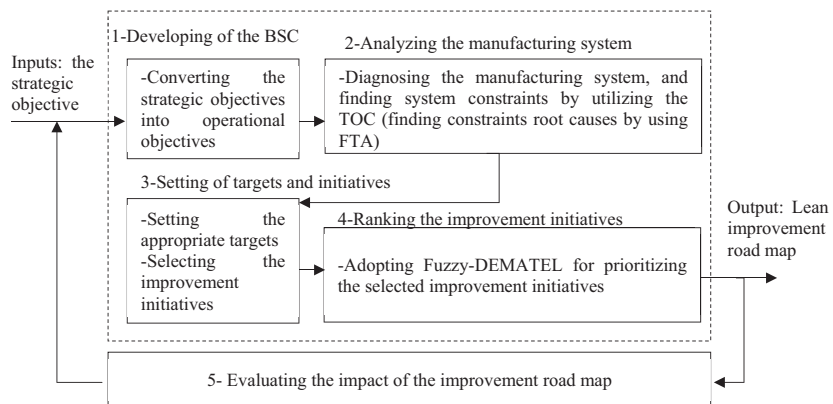 1-Developing of the BSC
2-Analyzing the manufacturing system
Inputs: the
strategic
objective
-Converting the
strategic objectives
into operational
objectives
-Diagnosing the manufacturing system, and
finding system constraints by utilizing the
TOC (finding constraints root causes by using
FTA)
3-Setting of targets and initiatives
-Setting the
appropriate targets
-Selecting the
improvement
initiatives
4-Ranking the improvement initiatives
-Adopting Fuzzy-DEMATEL for prioritizing
the selected improvement initiatives
Output: Lean
improvement
road map
5- Evaluating the impact of the improvement road map